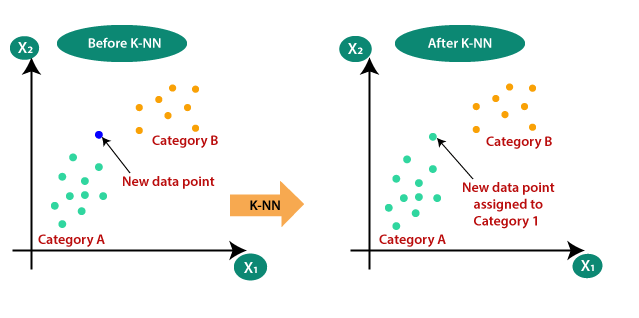 X₂
Before K-NN
Category B
New data point
Category A
X₁
K-NN
X₂
After K-NN
Category B
New data point
assigned to
Category 1
Category A
X₁